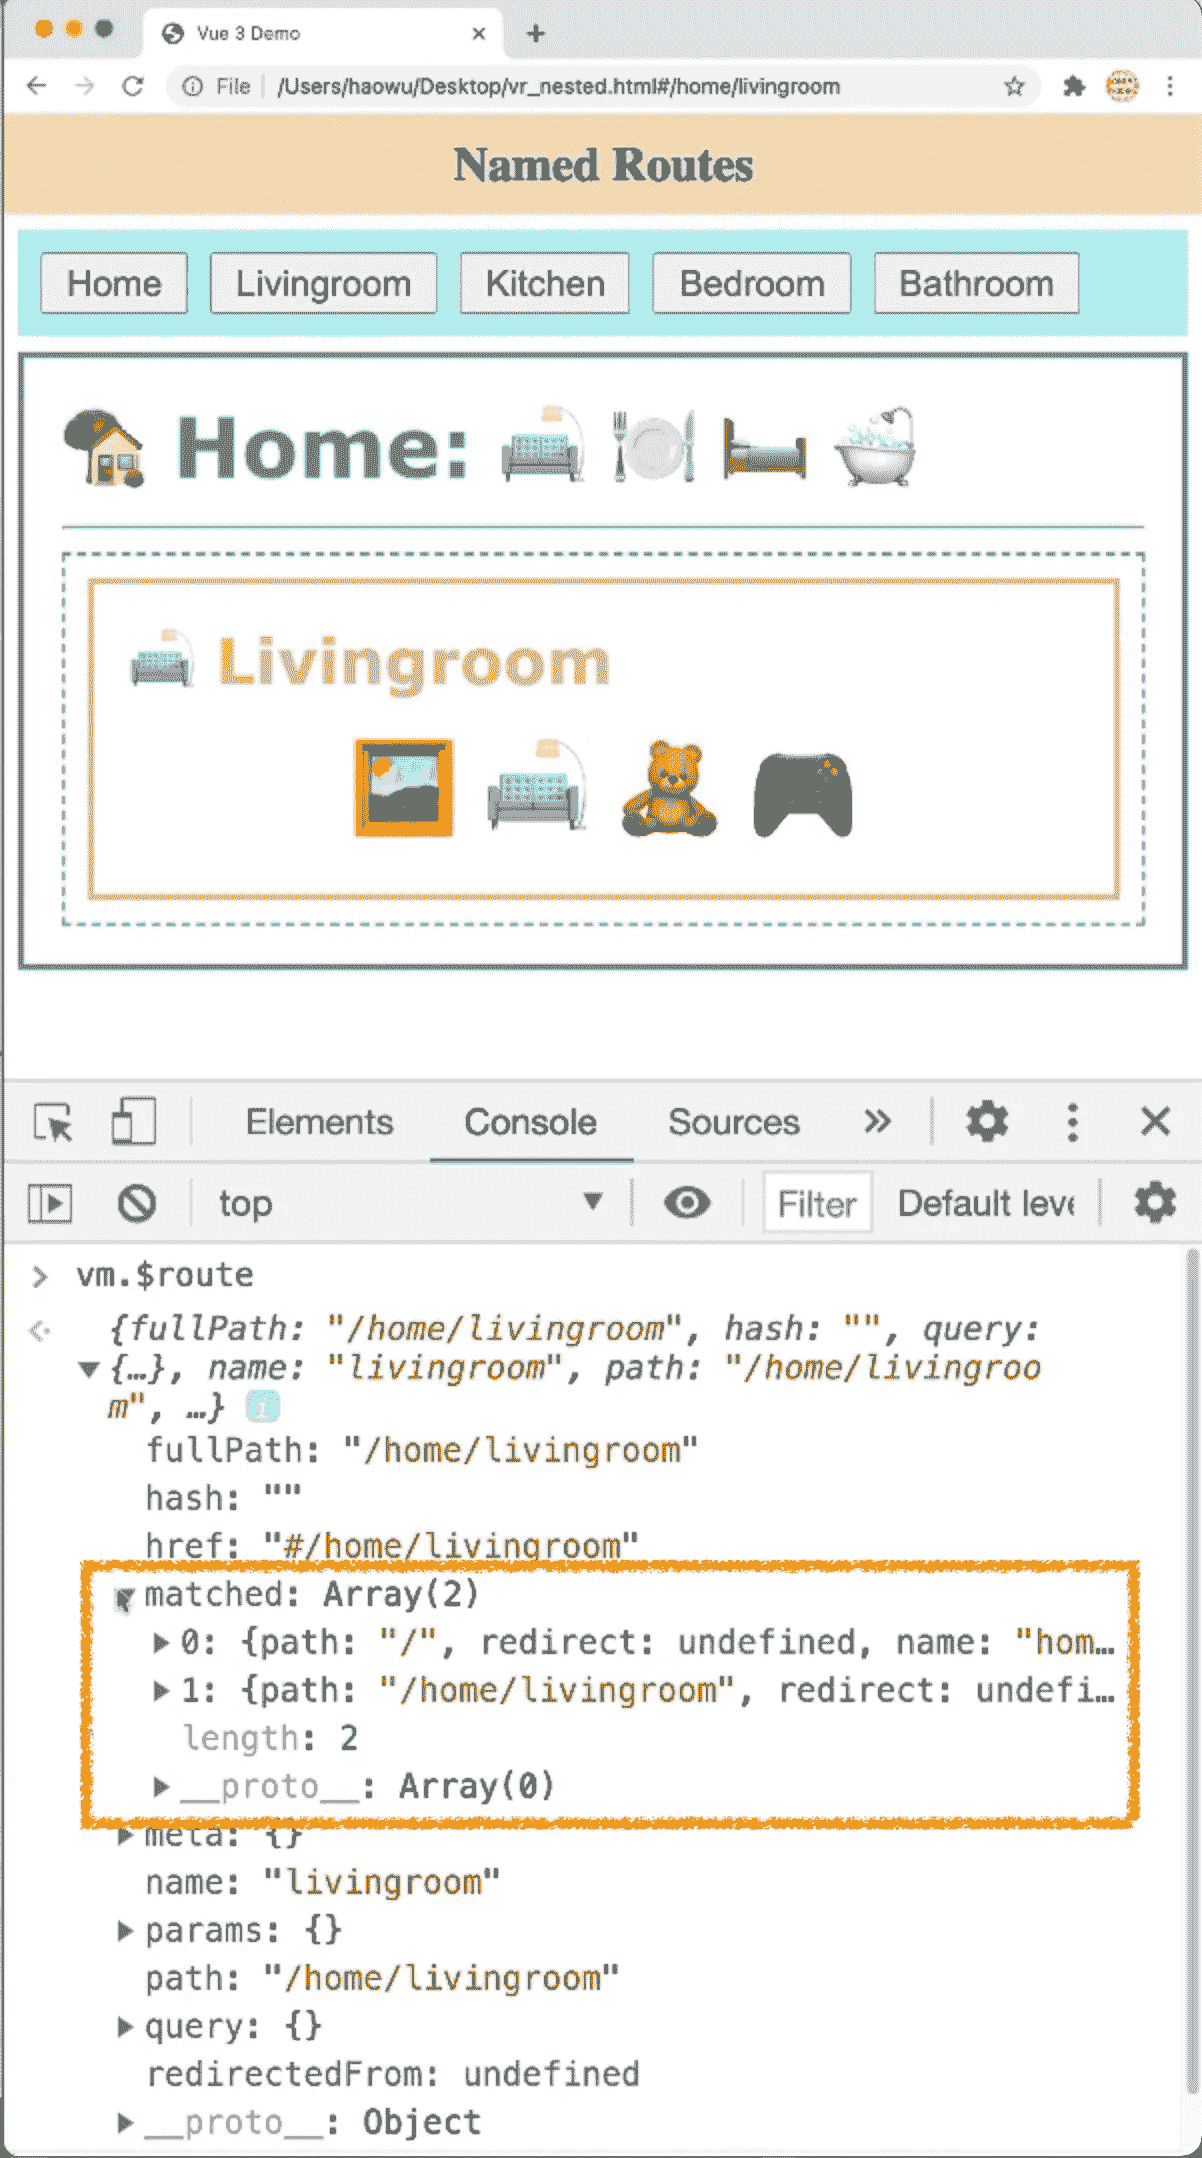 Vue 3 Demo
File /Users/haowu/Desktop/vr_nested.html#/home/livingroom
Named Routes
Home Livingroom Kitchen Bedroom Bathroom
Home:
Livingroom
Elements Console Sources
top Filter Default leve
vm.$route
{fullPath: "/home/livingroom", hash: "", query:
{…}, name: "livingroom", path: "/home/livingroo
m", …}
fullPath: "/home/livingroom"
hash: ""
href: "#/home/livingroom"
matched: Array(2)
0: {path: "/", redirect: undefined, name: "hom…
1: {path: "/home/livingroom", redirect: undefi…
length: 2
__proto__: Array(0)
meta: {}
name: "livingroom"
params: {}
path: "/home/livingroom"
query: {}
redirectedFrom: undefined
__proto__: Object